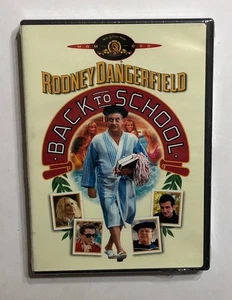 RODNEY DANGERFIELD
BACK TO SCHOOL